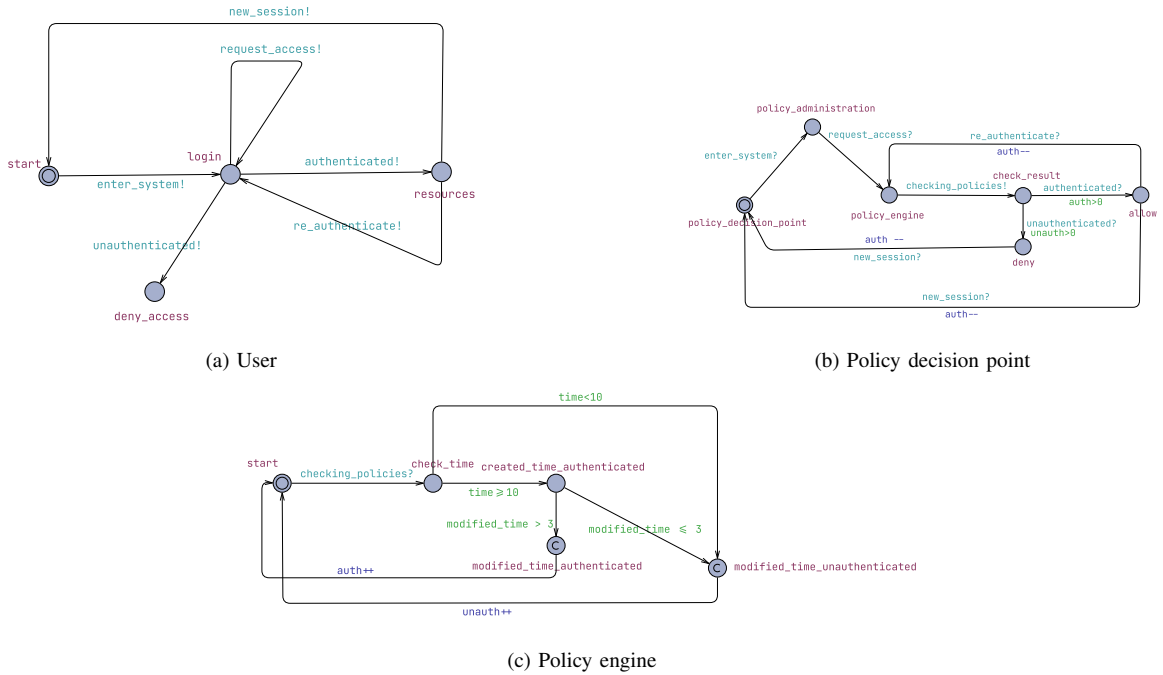 new_session!
request_access!
login
start
authenticated!
enter_system!
resources
re_authenticate!
unauthenticated!
deny_access
(a) User
policy_administration
request_access?
re_authenticate?
auth--
enter_system?
check_result
checking_policies!
authenticated?
auth>0
policy_engine
allow
policy_decision_point
unauthenticated?
unauth>0
auth --
new_session?
deny
new_session?
auth--
(b) Policy decision point
time<10
start
check_time
created_time_authenticated
checking_policies?
time⩾10
modified_time > 3
modified_time ⩽ 3
C
modified_time_authenticated
C
modified_time_unauthenticated
auth++
unauth++
(c) Policy engine